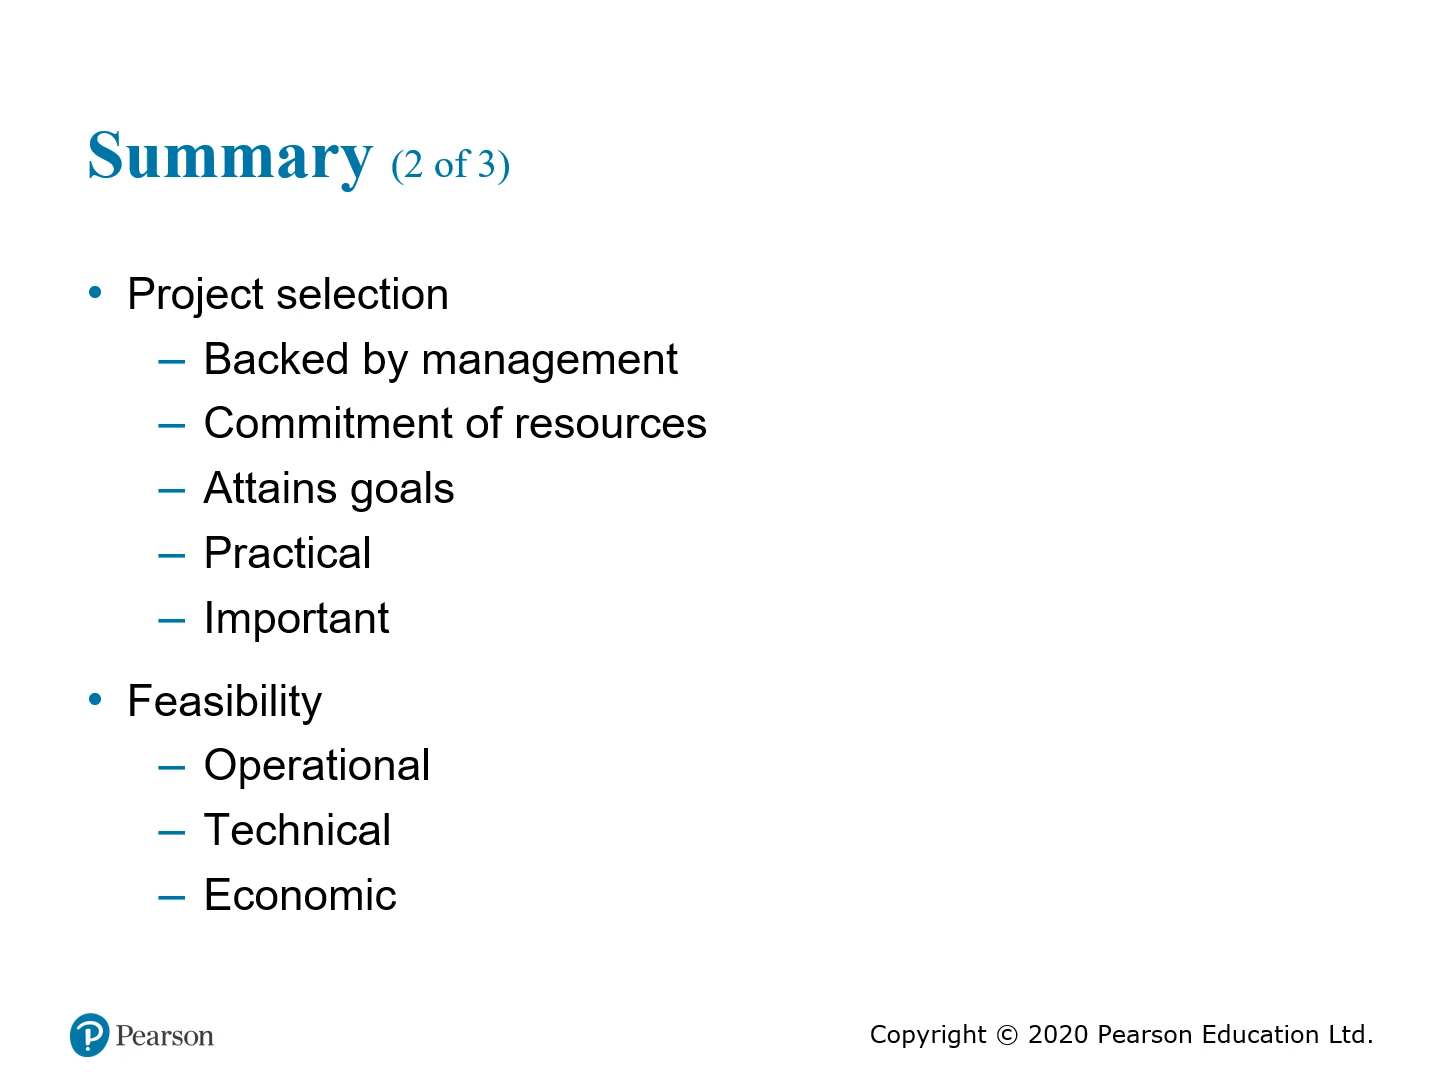 Summary (2 of 3)
• Project selection
– Backed by management
– Commitment of resources
– Attains goals
– Practical
– Important
• Feasibility
– Operational
– Technical
– Economic
Pearson
Copyright © 2020 Pearson Education Ltd.